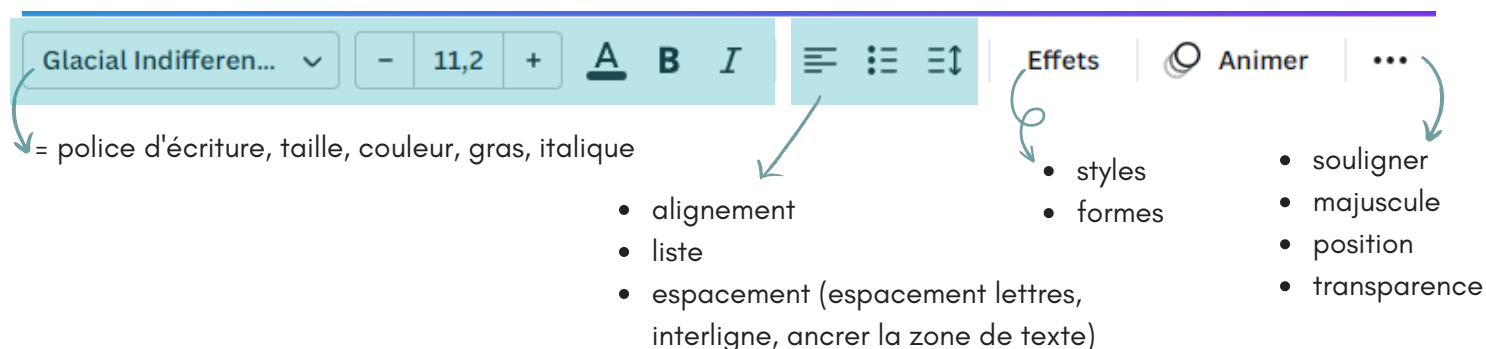 Glacial Indifferen...
– 11,2 +
A B I
Effets
Animer
...
= police d'écriture, taille, couleur, gras, italique
• alignement
• liste
• espacement (espacement lettres,
interligne, ancrer la zone de texte)
• styles
• formes
• souligner
• majuscule
• position
• transparence